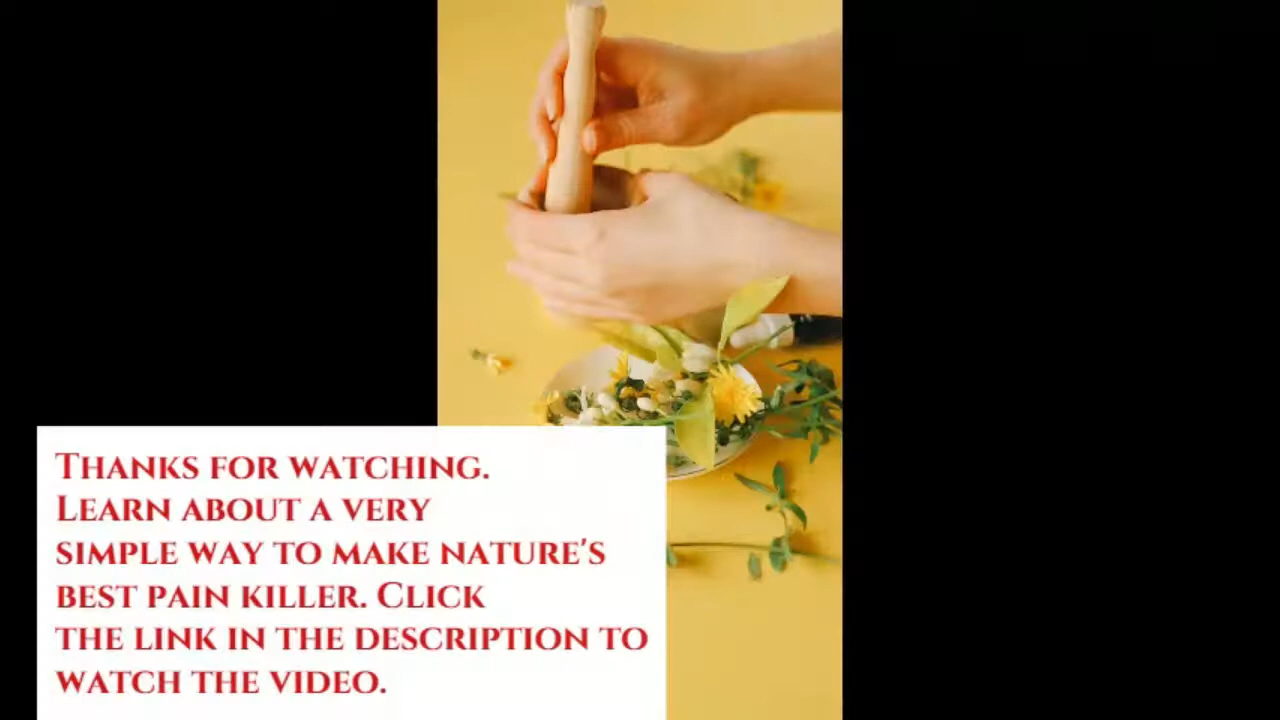 Thanks for watching.
Learn about a very
simple way to make nature's
best pain killer. Click
the link in the description to
watch the video.